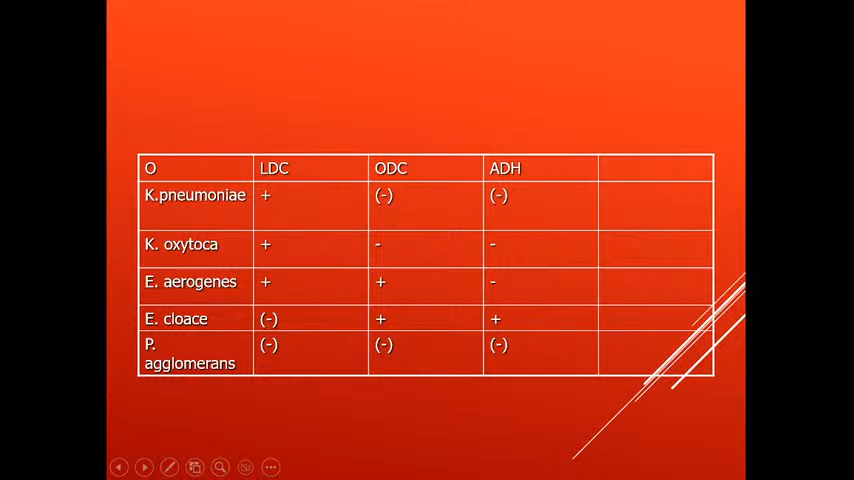 O LDC ODC ADH
K.pneumoniae + (-) (-)
K. oxytoca + - -
E. aerogenes + + -
E. cloace (-) + +
P. (-) (-) (-)
agglomerans